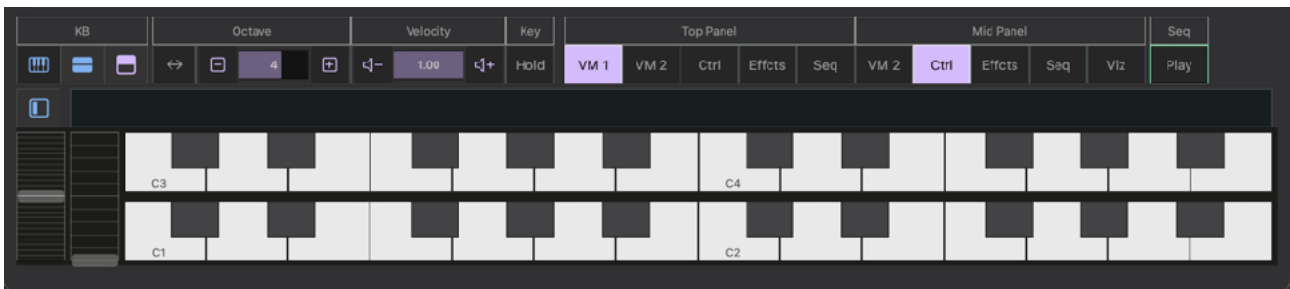 KB Octave Velocity Key Top Panel Mid Panel Seq
4 1.00 Hold VM 1 VM 2 Ctrl Effcts Seq VM 2 Ctrl Effcts Seq Viz Play
C3 C4
C1 C2